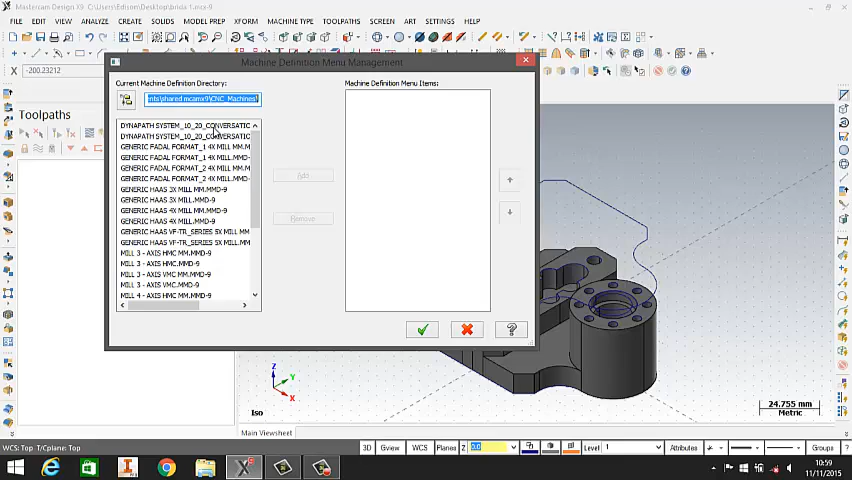 Mastercam Design X9 C:\Users\Edison\Desktop\brida 1.mcx-9
FILE EDIT VIEW ANALYZE CREATE SOLIDS MODEL PREP XFORM MACHINE TYPE TOOLPATHS SCREEN ART SETTINGS HELP
X -200.23212
Machine Definition Menu Management
Current Machine Definition Directory:
Machine Definition Menu Items:
nts\shared mcamx9\CNC_Machines\
Toolpaths
DYNAPATH SYSTEM_10_20_CONVERSATIC
DYNAPATH SYSTEM_10_20_CONVERSATIC
GENERIC FADAL FORMAT_1 4X MILL MM.M
GENERIC FADAL FORMAT_1 4X MILL.MMD-
GENERIC FADAL FORMAT_2 4X MILL MM.M
GENERIC FADAL FORMAT_2 4X MILL.MMD-
GENERIC HAAS 3X MILL MM.MMD-9
GENERIC HAAS 3X MILL.MMD-9
GENERIC HAAS 4X MILL MM.MMD-9
GENERIC HAAS 4X MILL.MMD-9
GENERIC HAAS VF-TR_SERIES 5X MILL MM
GENERIC HAAS VF-TR_SERIES 5X MILL.MM
MILL 3 - AXIS HMC MM.MMD-9
MILL 3 - AXIS HMC.MMD-9
MILL 3 - AXIS VMC MM.MMD-9
MILL 3 - AXIS VMC.MMD-9
MILL 4 - AXIS HMC MM.MMD-9
Add
Remove
Z
Y
X
Iso
24.755 mm
Metric
Main Viewsheet
WCS: Top T/Cplane: Top
3D Gview WCS Planes Z 0.0 Level 1 Attributes Groups
10:59
11/11/2015